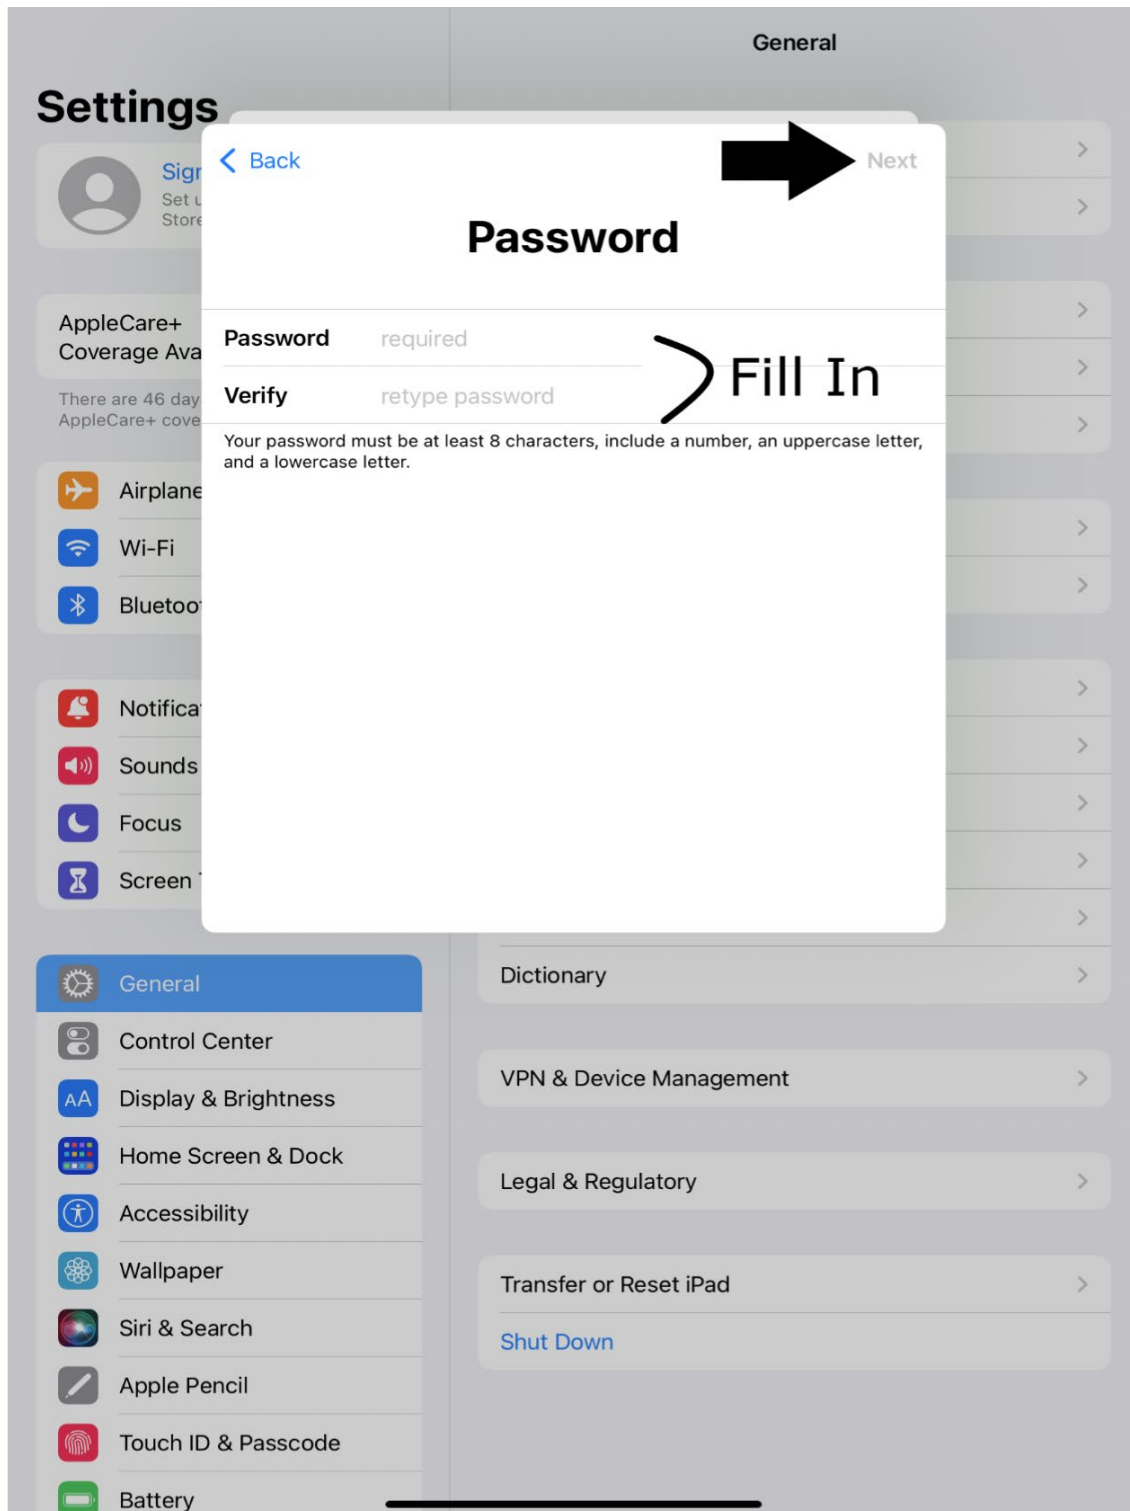 General
Settings
Back
Next
Sign
Set u
Store
Password
AppleCare+
Coverage Ava
There are 46 day
AppleCare+ cove
Password required
Verify retype password
Fill In
Your password must be at least 8 characters, include a number, an uppercase letter,
and a lowercase letter.
Airplane
Wi-Fi
Bluetoo
Notifica
Sounds
Focus
Screen
General
Control Center
AA Display & Brightness
Home Screen & Dock
Accessibility
Wallpaper
Siri & Search
Apple Pencil
Touch ID & Passcode
Battery
Dictionary
VPN & Device Management
Legal & Regulatory
Transfer or Reset iPad
Shut Down